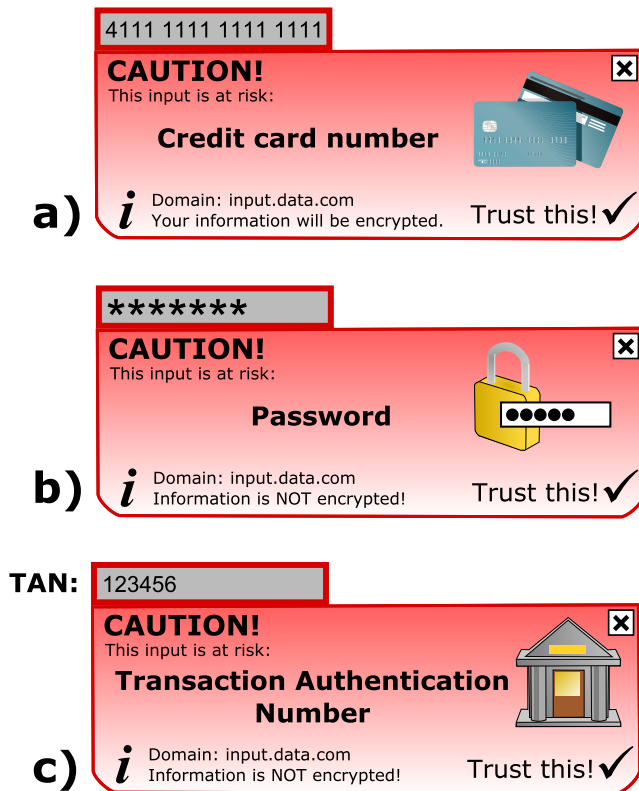 4111 1111 1111 1111
CAUTION!
This input is at risk:
Credit card number
a)
i Domain: input.data.com
Your information will be encrypted.
Trust this!
*******
CAUTION!
This input is at risk:
Password
b)
i Domain: input.data.com
Information is NOT encrypted!
Trust this!
TAN: 123456
CAUTION!
This input is at risk:
Transaction Authentication
Number
c)
i Domain: input.data.com
Information is NOT encrypted!
Trust this!